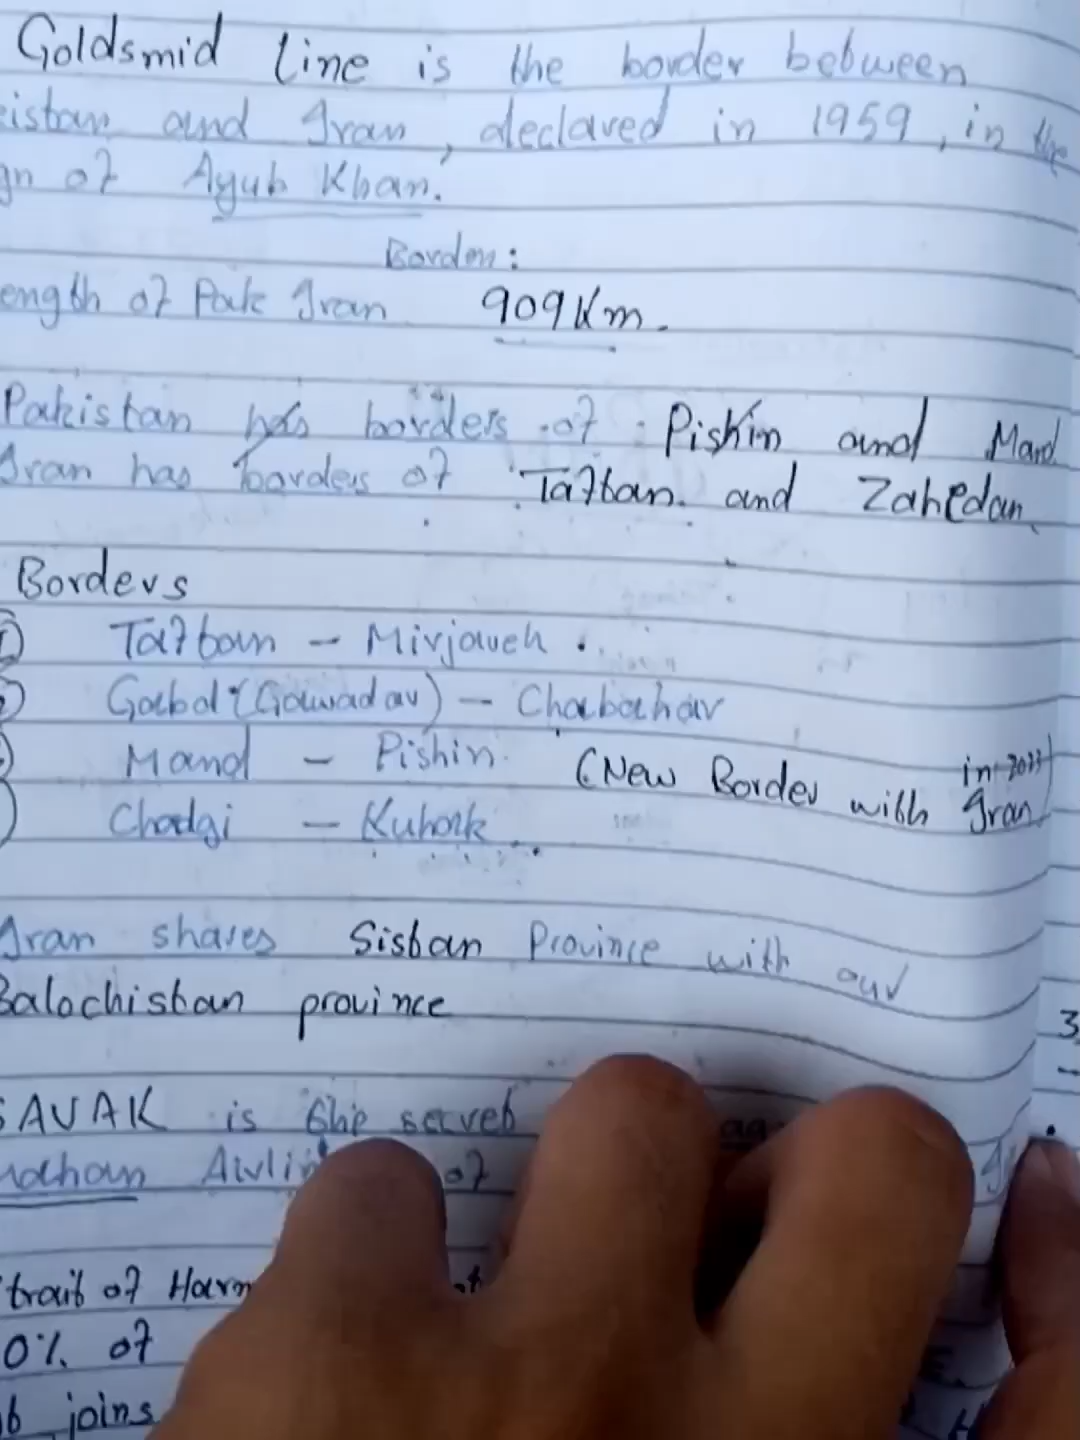 Goldsmid line is the border between
eistan and Iran, declared in 1959, in the
gn of Ayub Khan.
Border:
ength of Pak Iran 909Km.
Pakistan has borders of Pishin and Mand
Iran has borders of Taftan. and Zahedan
Borders
Taftan - Mirjaveh.
Gabd (Gawadar) - Chabahar
Mand - Pishin (New Border with Iran in 2023)
Chadgi - Kuhak
Iran shares Sistan Province with our
Balochistan province
SAVAK is the secret
of
trait of Harm
0% of
joins